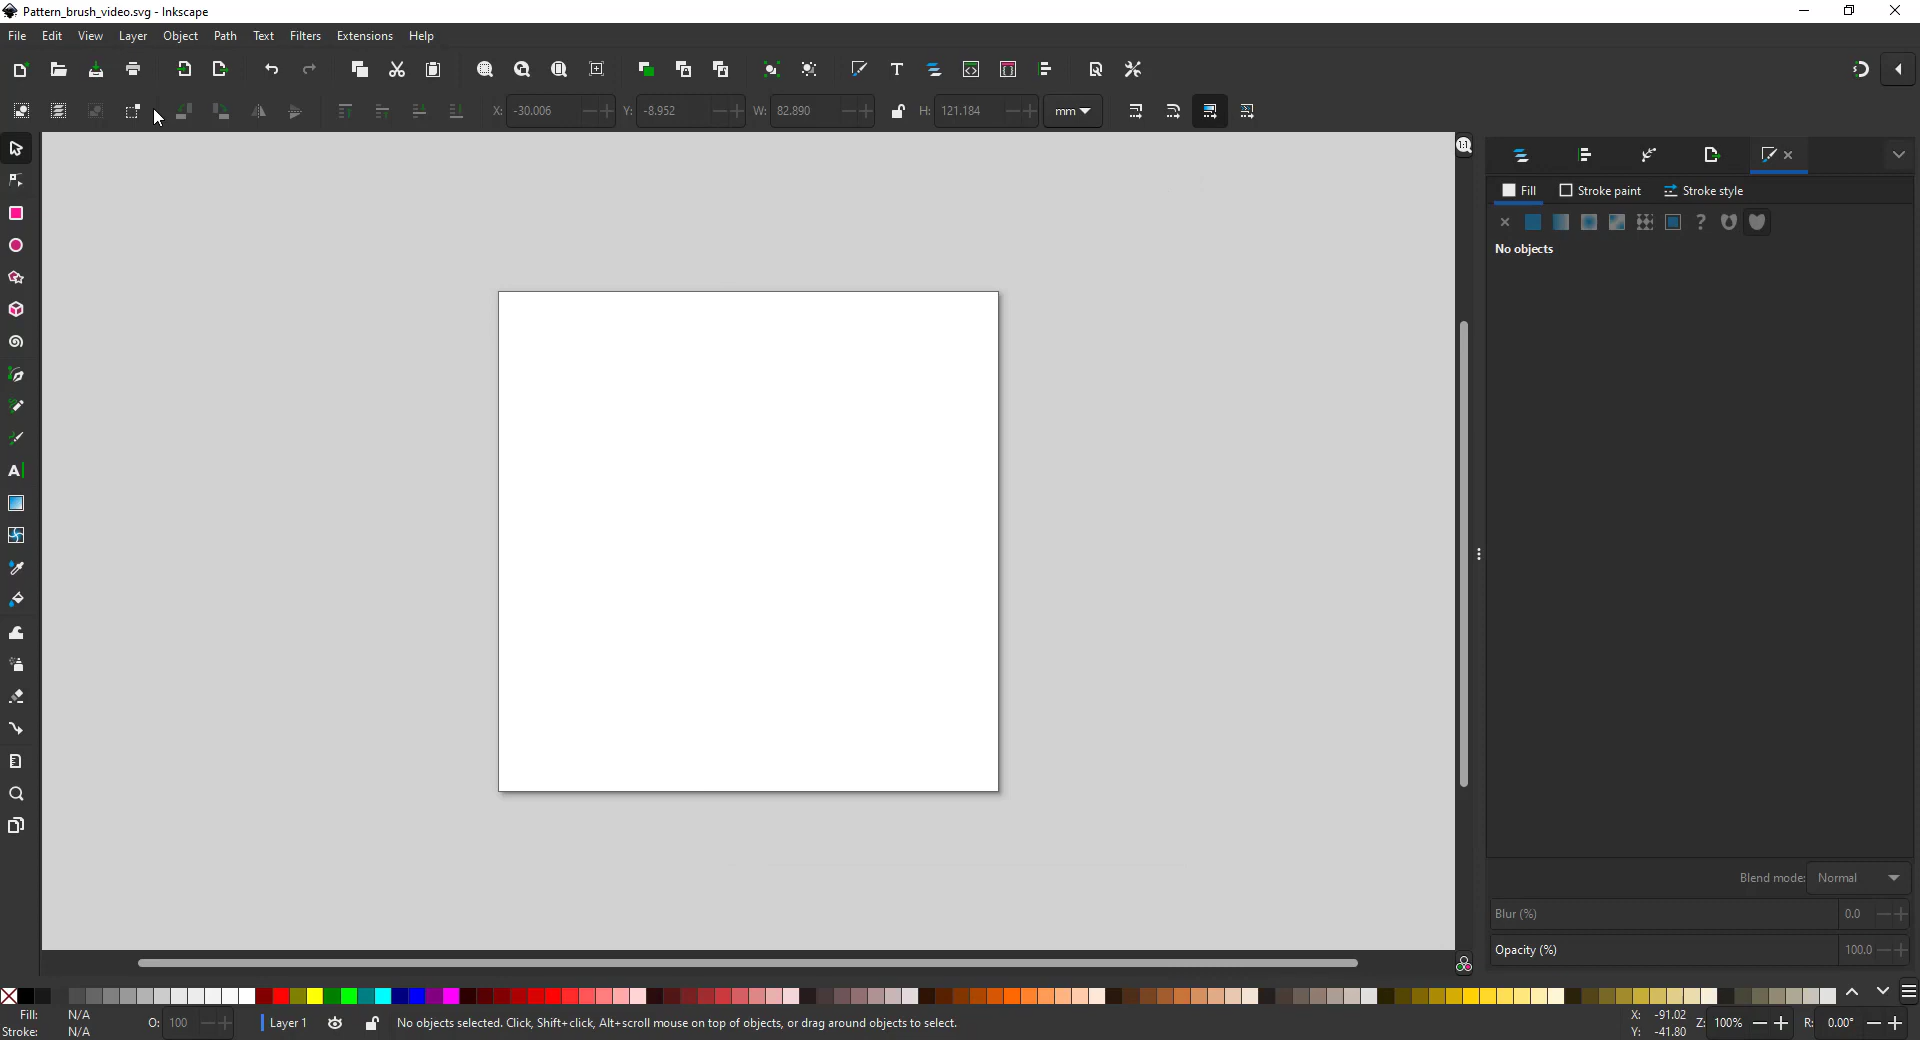 Pattern_brush_video.svg - Inkscape
File Edit View Layer Object Path Text Filters Extensions Help
X: -30.006 Y: -8.952 W: 82.890 H: 121.184 mm
1:1
Fill Stroke paint Stroke style
?
No objects
Blend mode: Normal
Blur (%) 0.0
Opacity (%) 100.0
Fill: N/A
Stroke: N/A
O: 100
Layer 1
No objects selected. Click, Shift+click, Alt+scroll mouse on top of objects, or drag around objects to select.
X: -91.02
Y: -41.80
Z: 100%
R: 0.00°